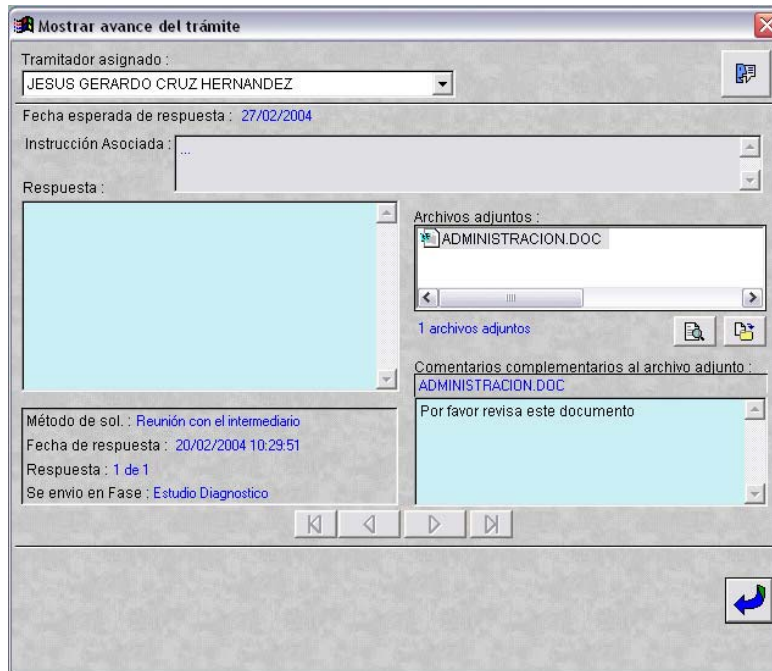 Mostrar avance del trámite
Tramitador asignado :
JESUS GERARDO CRUZ HERNANDEZ
Fecha esperada de respuesta : 27/02/2004
Instrucción Asociada :
...
Respuesta :
Archivos adjuntos :
ADMINISTRACION.DOC
1 archivos adjuntos
Comentarios complementarios al archivo adjunto :
ADMINISTRACION.DOC
Por favor revisa este documento
Método de sol. : Reunión con el intermediario
Fecha de respuesta : 20/02/2004 10:29:51
Respuesta : 1 de 1
Se envio en Fase : Estudio Diagnostico